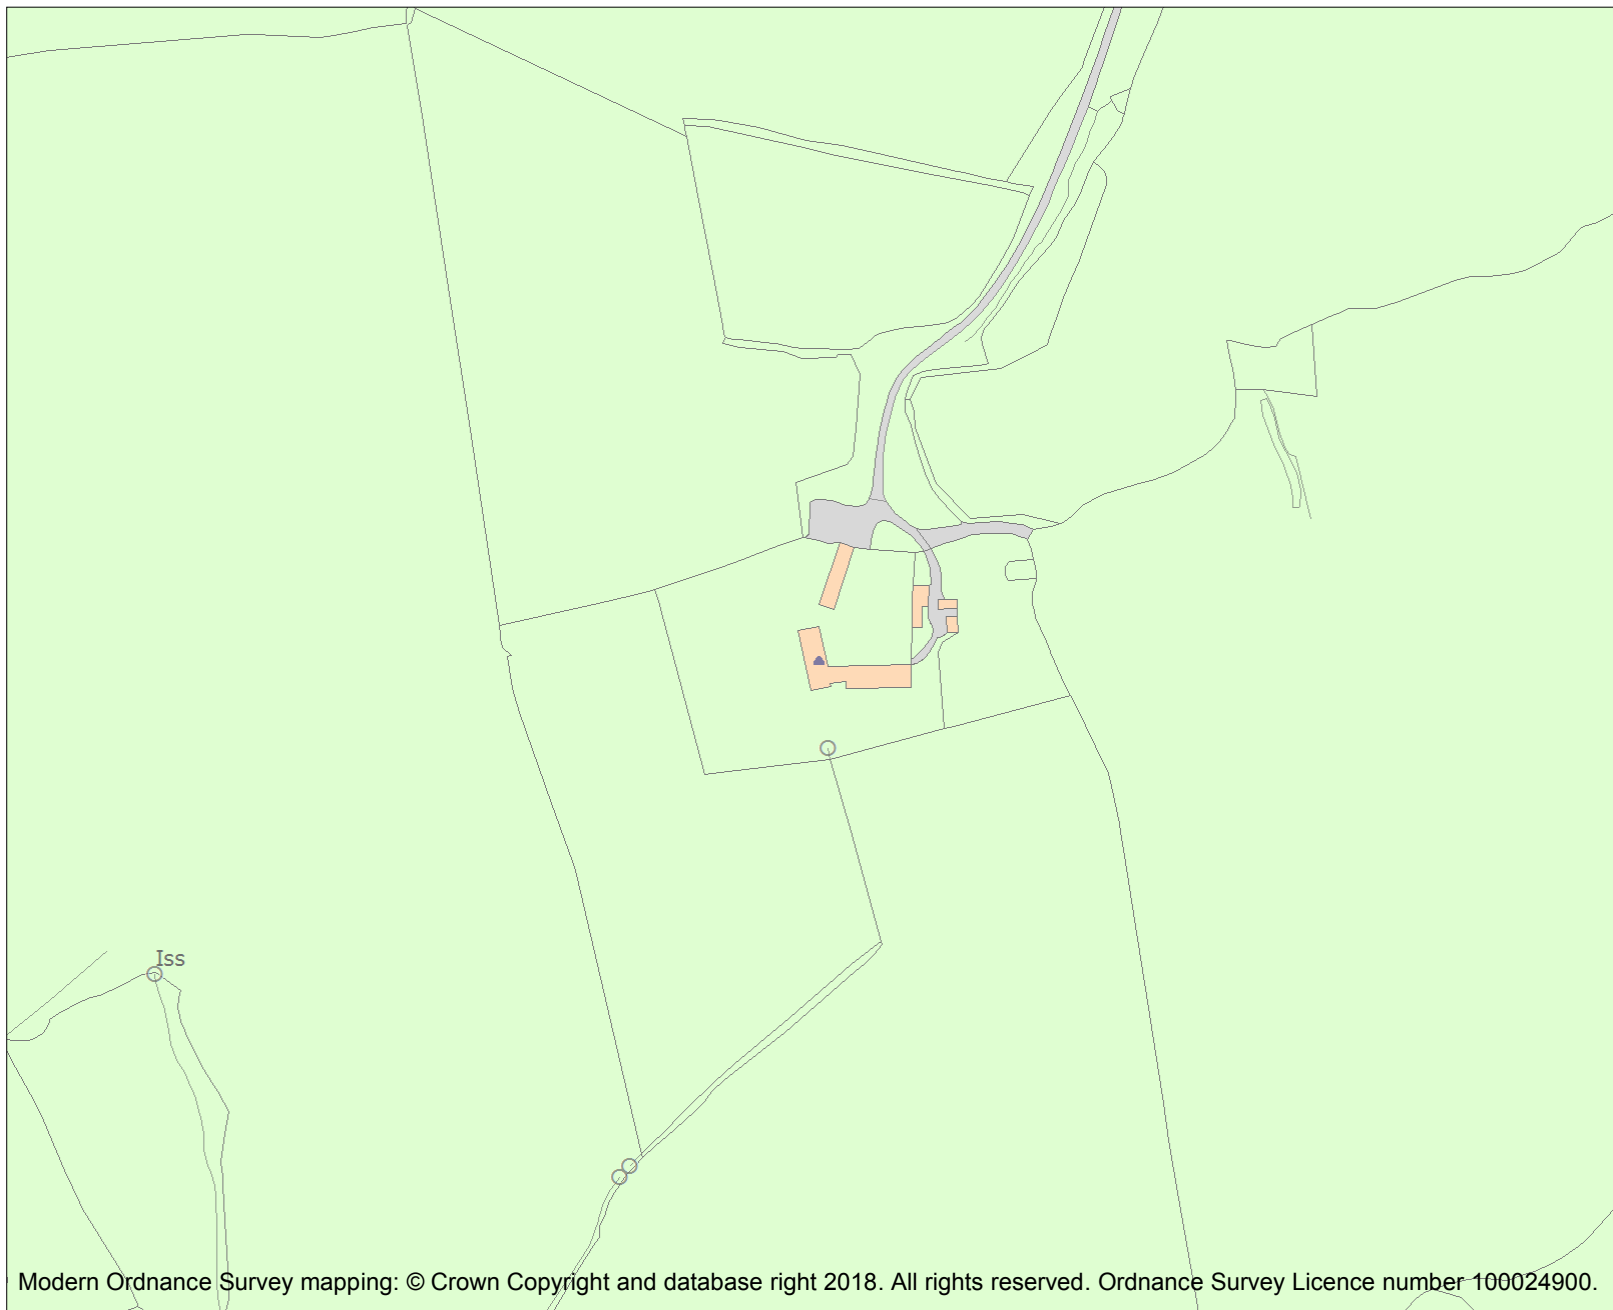 Iss
Modern Ordnance Survey mapping: © Crown Copyright and database right 2018. All rights reserved. Ordnance Survey Licence number 100024900.